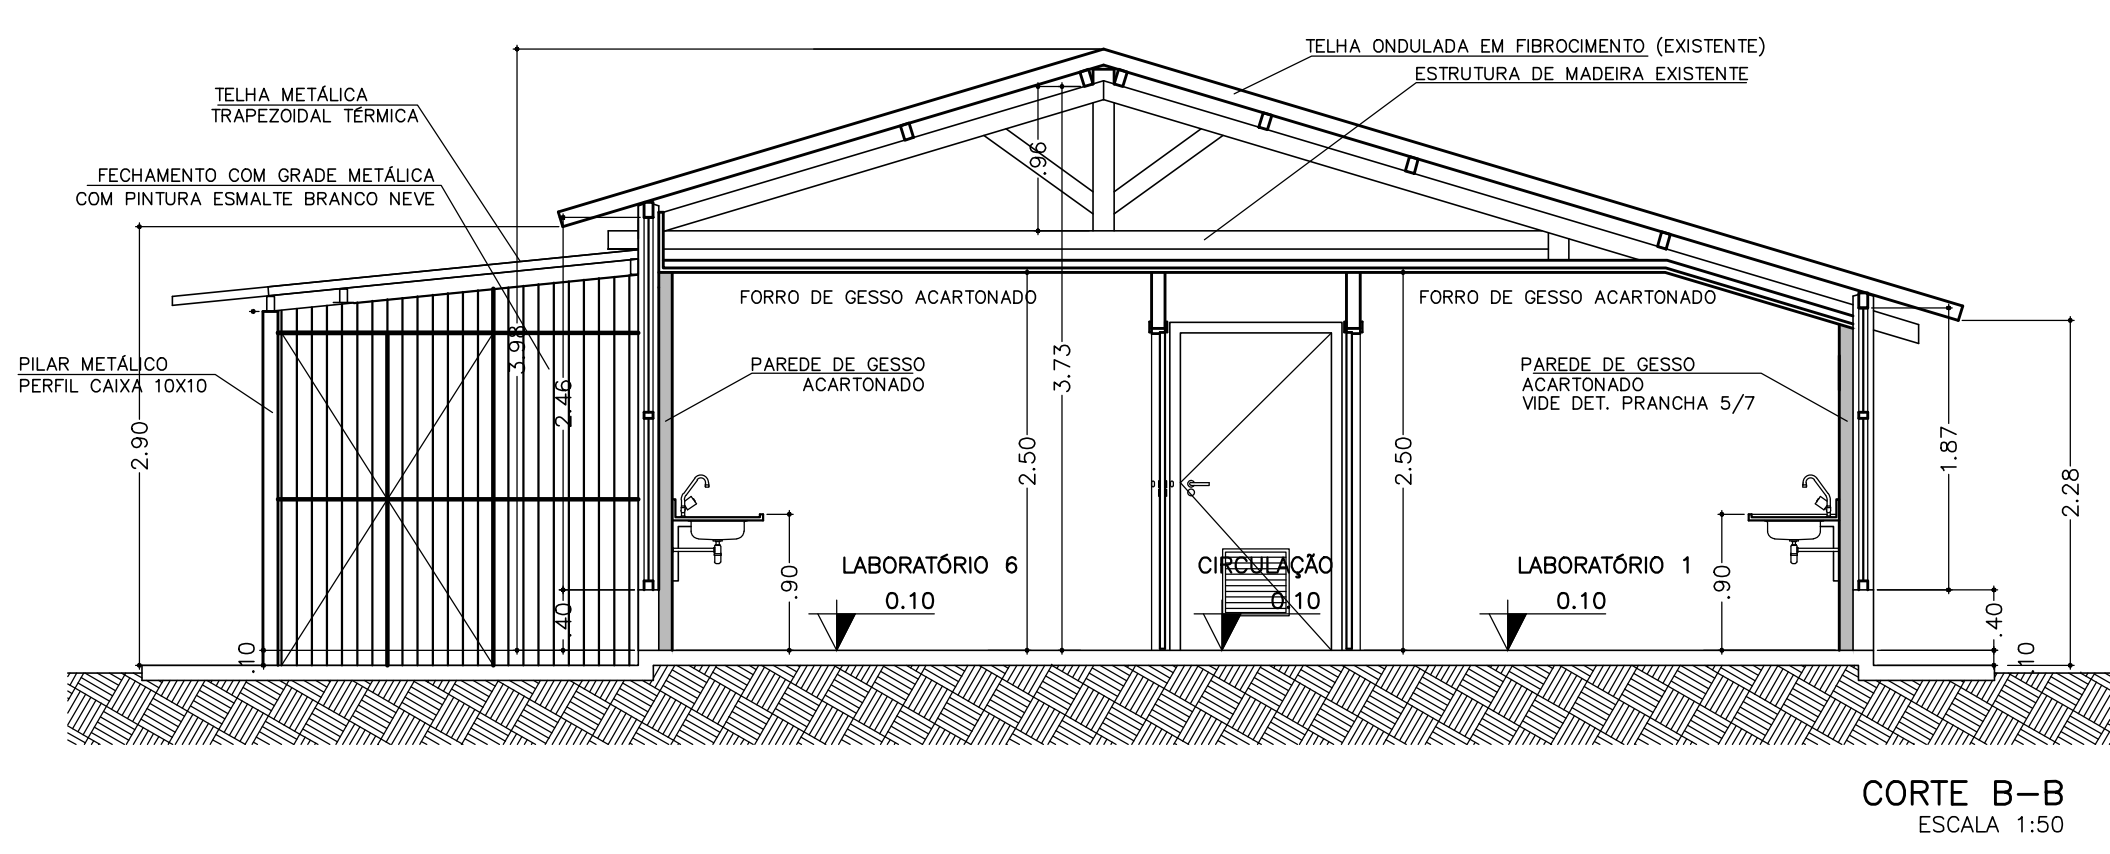 TELHA ONDULADA EM FIBROCIMENTO (EXISTENTE)
ESTRUTURA DE MADEIRA EXISTENTE
TELHA METÁLICA
TRAPEZOIDAL TÉRMICA
FECHAMENTO COM GRADE METÁLICA
COM PINTURA ESMALTE BRANCO NEVE
.96
FORRO DE GESSO ACARTONADO
FORRO DE GESSO ACARTONADO
3.98
3.73
PILAR METÁLICO
PERFIL CAIXA 10X10
PAREDE DE GESSO
ACARTONADO
PAREDE DE GESSO
ACARTONADO
VIDE DET. PRANCHA 5/7
2.90
2.46
2.50
2.50
1.87
2.28
LABORATÓRIO 6
CIRCULAÇÃO
LABORATÓRIO 1
.90
.90
0.10
0.10
0.10
.40
.40
.10
.10
CORTE B-B
ESCALA 1:50